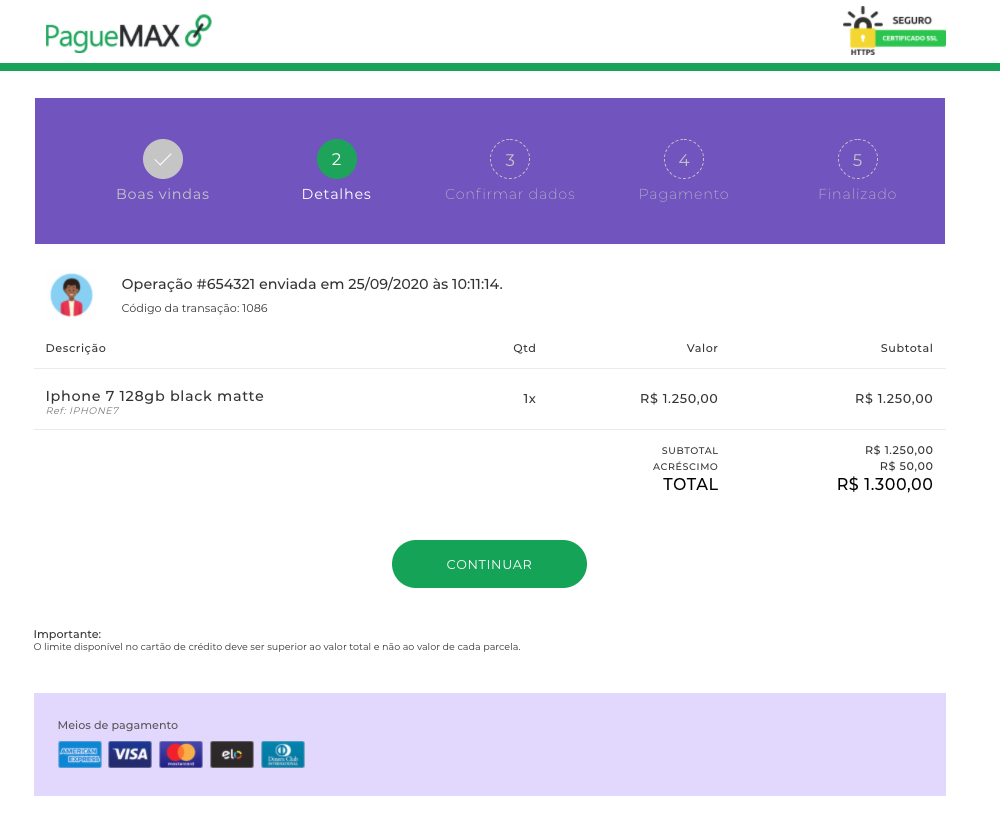 PagueMAX
SEGURO
CERTIFICADO SSL
HTTPS
2 3 4 5
Boas vindas Detalhes Confirmar dados Pagamento Finalizado
Operação #654321 enviada em 25/09/2020 às 10:11:14.
Código da transação: 1086
Descrição Qtd Valor Subtotal
Iphone 7 128gb black matte 1x R$ 1.250,00 R$ 1.250,00
Ref: IPHONE7
SUBTOTAL R$ 1.250,00
ACRÉSCIMO R$ 50,00
TOTAL R$ 1.300,00
CONTINUAR
Importante:
O limite disponível no cartão de crédito deve ser superior ao valor total e não ao valor de cada parcela.
Meios de pagamento
AMERICAN EXPRESS VISA mastercard elo Diners Club INTERNATIONAL